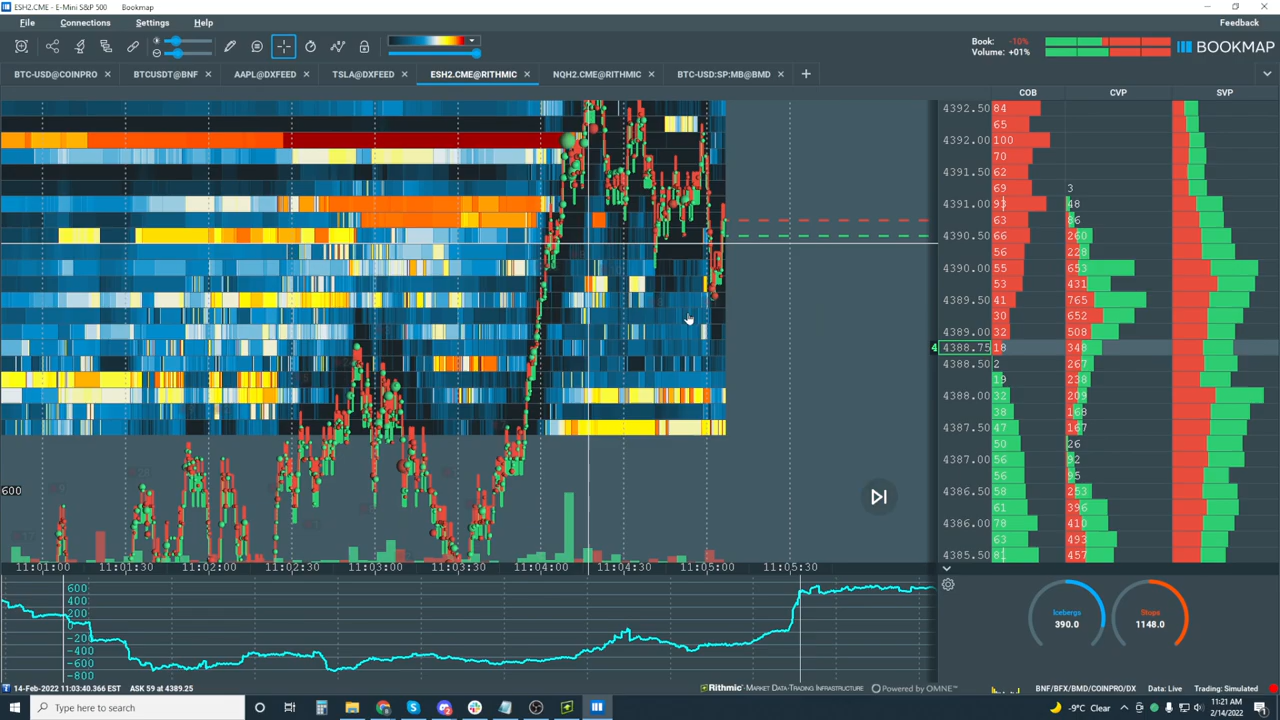 ESH2.CME - E-Mini S&P 500 Bookmap
File Connections Settings Help Feedback
Book: -10%
Volume: +01%
BOOKMAP
BTC-USD@COINPRO × BTCUSDT@BNF × AAPL@DXFEED × TSLA@DXFEED × ESH2.CME@RITHMIC × NQH2.CME@RITHMIC × BTC-USD:SP:MB@BMD × +
COB CVP SVP
4392.50 84
65
4392.00 100
70
4391.50 62
69 3
4391.00 93 48
63 86
4390.50 66 260
56 228
4390.00 55 653
53 431
4389.50 41 765
30 652
4389.00 32 508
4 4388.75 18 348
4388.50 2 267
19 238
4388.00 32 209
38 168
4387.50 47 167
50 26
4387.00 56 92
56 95
4386.50 58 253
61 396
4386.00 78 410
63 493
4385.50 81 457
600
11:01:00 11:01:30 11:02:00 11:02:30 11:03:00 11:03:30 11:04:00 11:04:30 11:05:00 11:05:30
600
400
200
0
-200
-400
-600
-800
Icebergs
390.0
Stops
1148.0
14-Feb-2022 11:03:40.366 EST ASK 59 at 4389.25
Rithmic - Market Data-Trading Infrastructure Powered by OMNE™
BNF/BFX/BMD/COINPRO/DX Data: Live Trading: Simulated
Type here to search
-9°C Clear
11:21 AM
2/14/2022